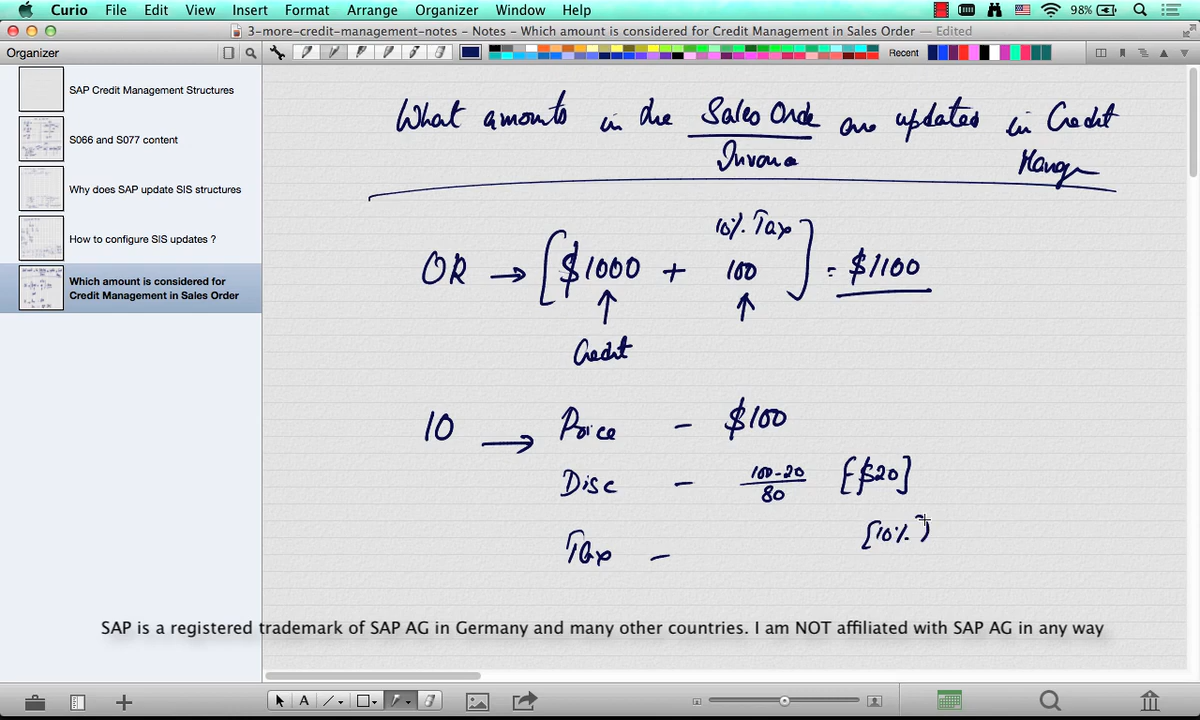 Curio File Edit View Insert Format Arrange Organizer Window Help 98%
3-more-credit-management-notes – Notes – Which amount is considered for Credit Management in Sales Order — Edited
Organizer
Recent
SAP Credit Management Structures
S066 and S077 content
Why does SAP update SIS structures
How to configure SIS updates ?
Which amount is considered for
Credit Management in Sales Order
What amounts in the Sales Orde are updates in Credit
10% Tax
OR → [$1000 + 100] = $1100
Credit
10 → Price - $100
Disc - 100-20 [$20]
80
[10%]
Tax -
SAP is a registered trademark of SAP AG in Germany and many other countries. I am NOT affiliated with SAP AG in any way
A